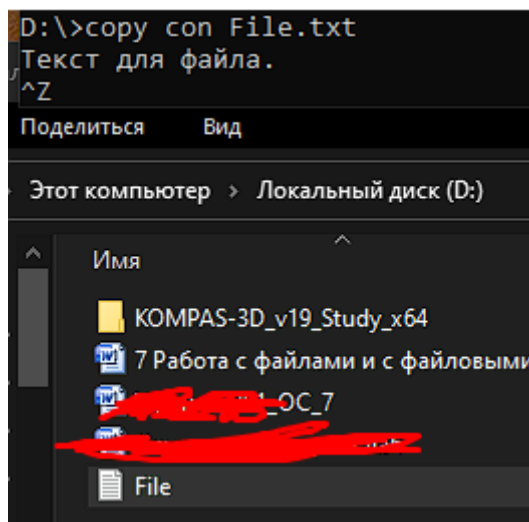 D:\>copy con File.txt
Текст для файла.
^Z
Поделиться Вид
Этот компьютер > Локальный диск (D:)
Имя
KOMPAS-3D_v19_Study_x64
7 Работа с файлами и с файловыми
_ОС_7
File